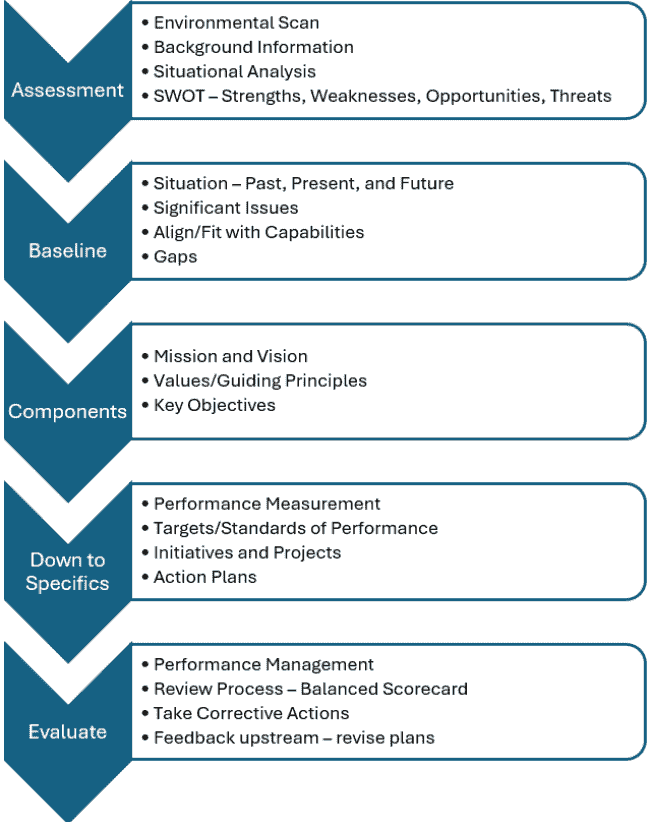 Assessment
• Environmental Scan
• Background Information
• Situational Analysis
• SWOT – Strengths, Weaknesses, Opportunities, Threats
Baseline
• Situation – Past, Present, and Future
• Significant Issues
• Align/Fit with Capabilities
• Gaps
Components
• Mission and Vision
• Values/Guiding Principles
• Key Objectives
Down to
Specifics
• Performance Measurement
• Targets/Standards of Performance
• Initiatives and Projects
• Action Plans
Evaluate
• Performance Management
• Review Process – Balanced Scorecard
• Take Corrective Actions
• Feedback upstream – revise plans